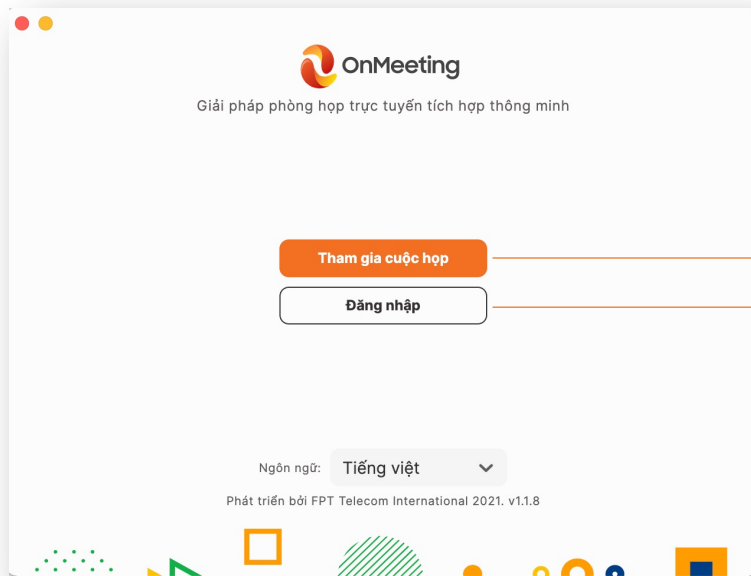 OnMeeting
Giải pháp phòng họp trực tuyến tích hợp thông minh
Tham gia cuộc họp
Đăng nhập
Ngôn ngữ: Tiếng việt
Phát triển bởi FPT Telecom International 2021. v1.1.8